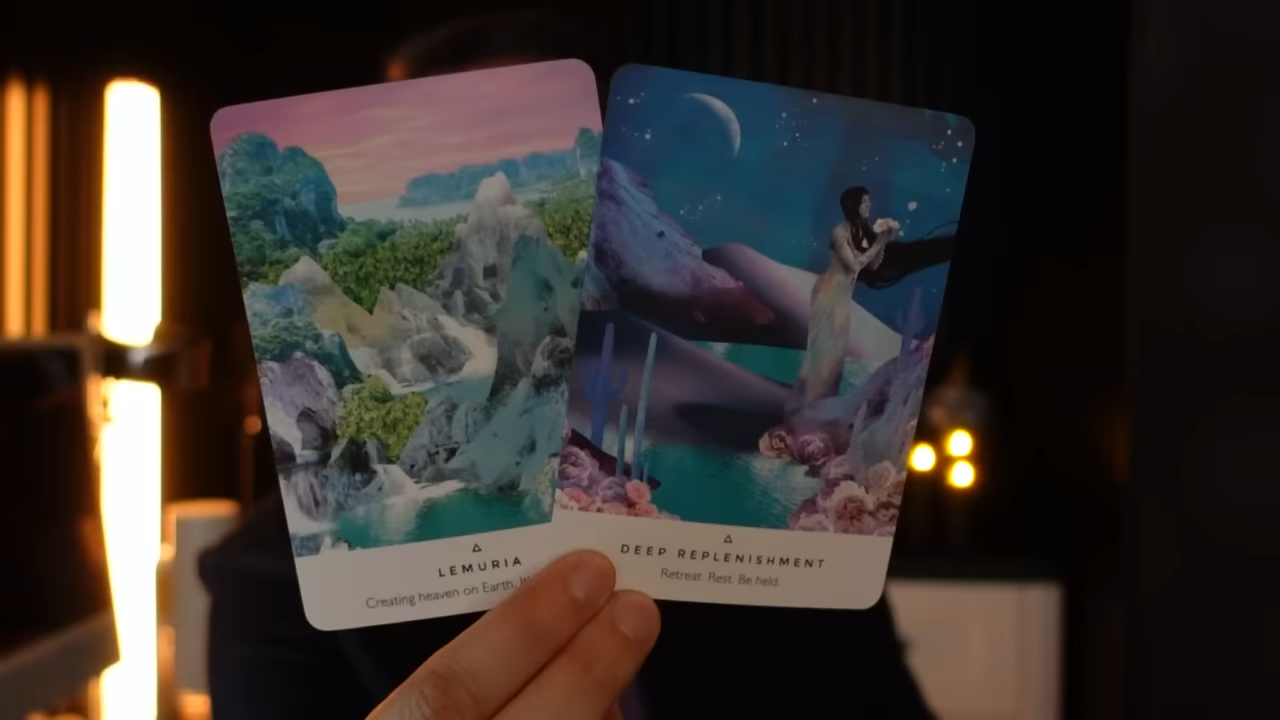 LEMURIA
Creating heaven on Earth.
DEEP REPLENISHMENT
Retreat. Rest. Be held.